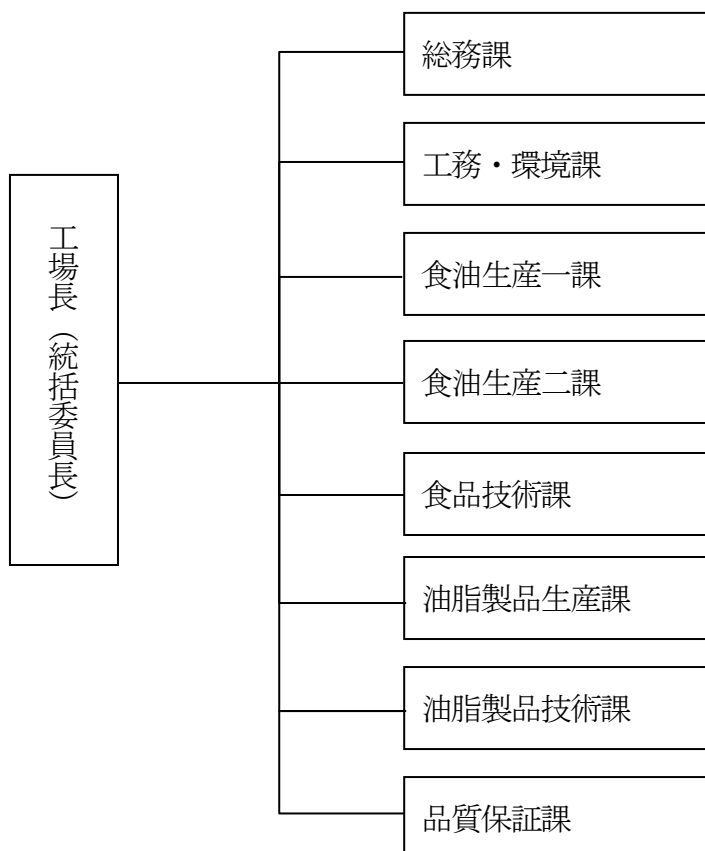 工場長（統括委員長）
総務課
工務・環境課
食油生産一課
食油生産二課
食品技術課
油脂製品生産課
油脂製品技術課
品質保証課